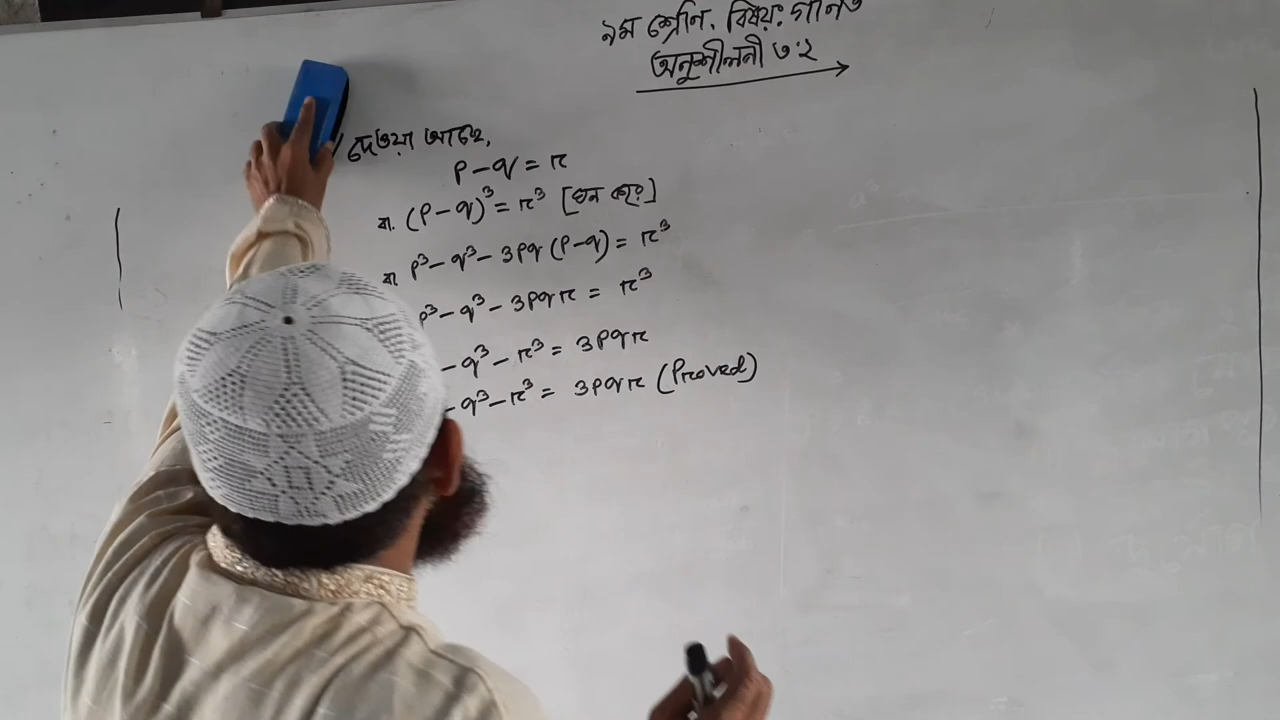 ৯ম শ্রেনি. বিষয়: গনিত
অনুশীলনী ৩.২
দেওয়া আছে,
p-q = r
বা. (p-q)³ = r³ [ঘন করে]
বা p³-q³-3pq(p-q) = r³
p³-q³-3pqr = r³
-q³-r³ = 3pqr
-q³-r³ = 3pqr (Proved)